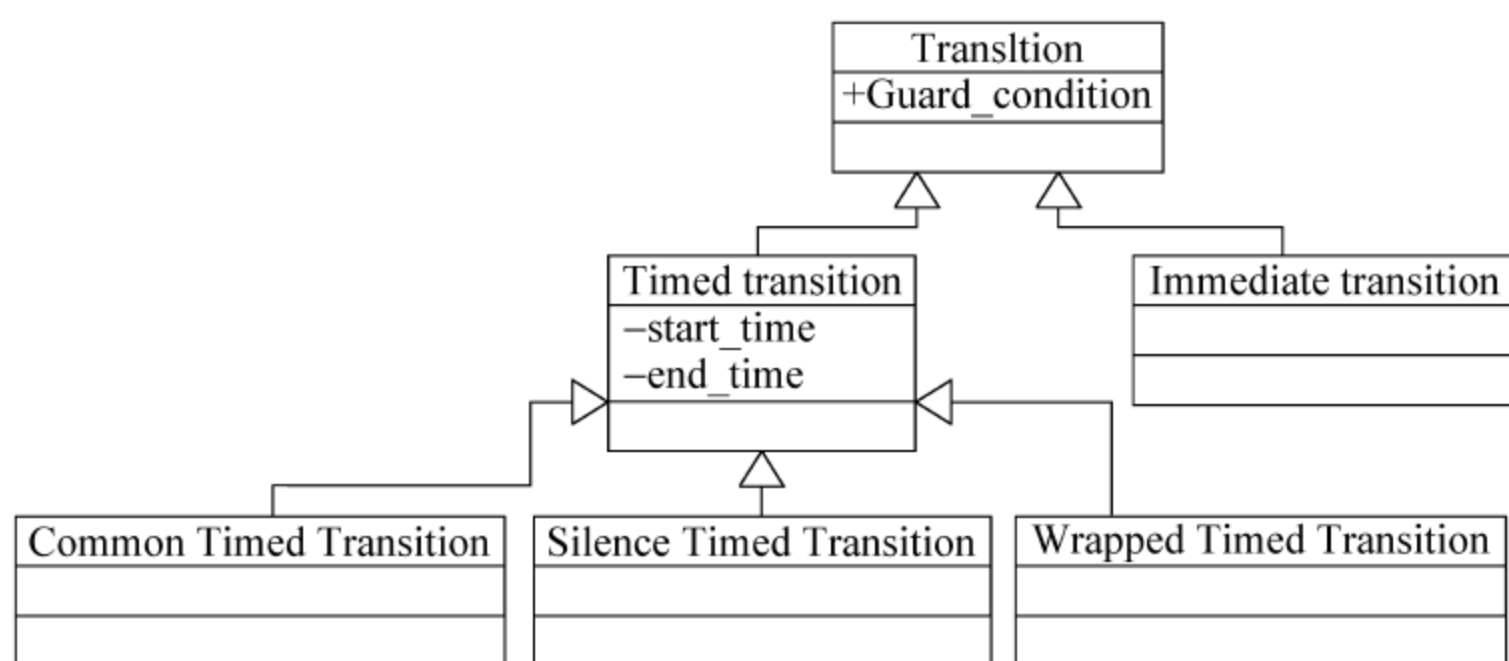 Transltion
+Guard_condition
Timed transition
−start_time
−end_time
Immediate transition
Common Timed Transition
Silence Timed Transition
Wrapped Timed Transition